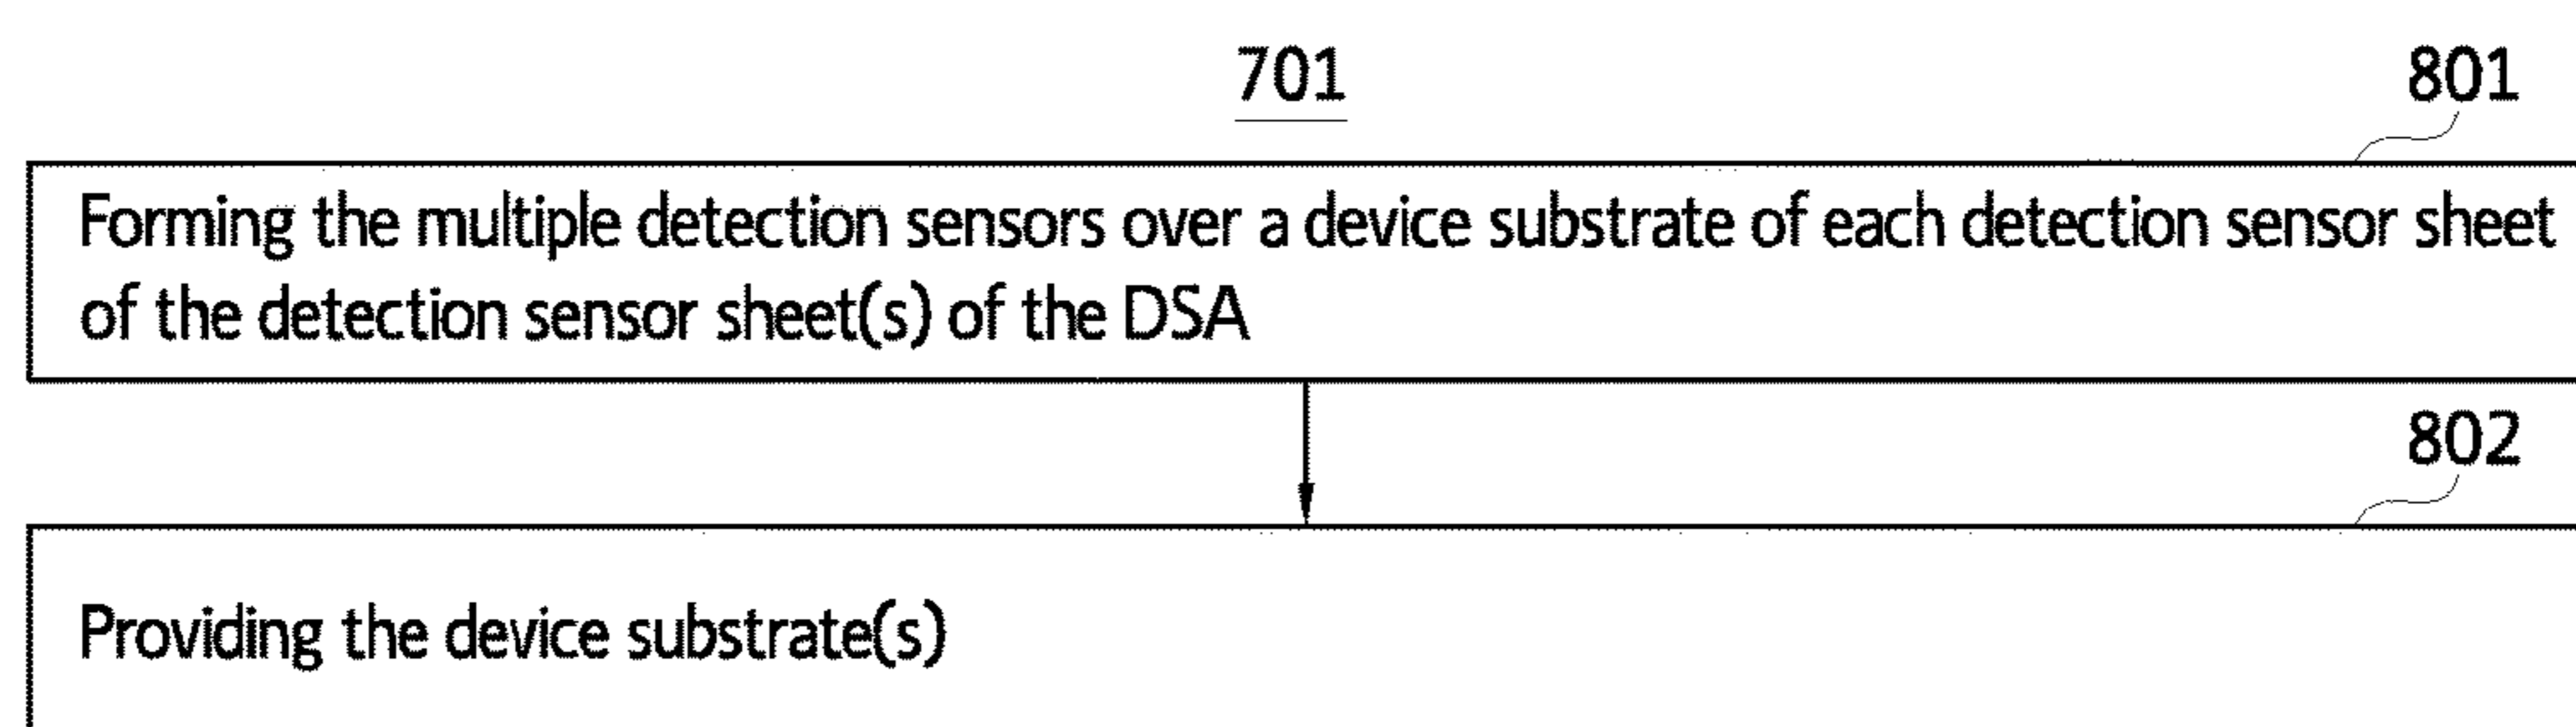 701
801
Forming the multiple detection sensors over a device substrate of each detection sensor sheet
of the detection sensor sheet(s) of the DSA
802
Providing the device substrate(s)